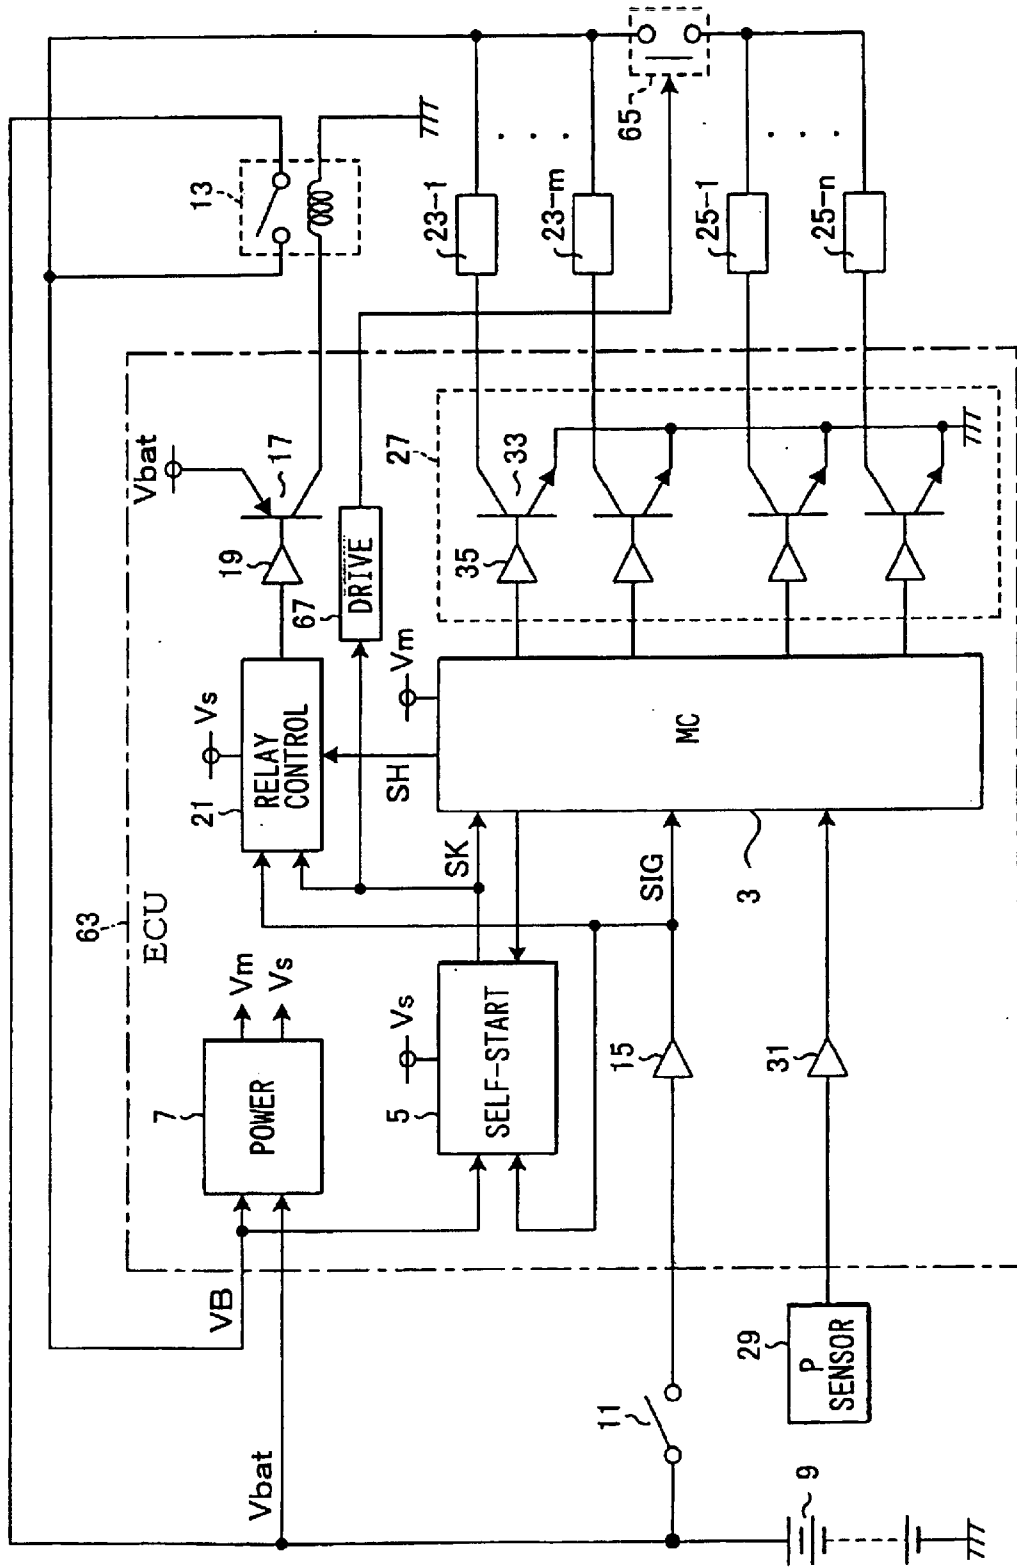 63
ECU
VB
Vbat
7
POWER
Vm
Vs
5
SELF-START
Vs
SK
SH
SIG
21
RELAY
CONTROL
Vs
Vbat
19
17
13
67
DRIVE
Vm
MC
3
27
35
33
23-1
23-m
65
25-1
25-n
15
31
11
29
P
SENSOR
9